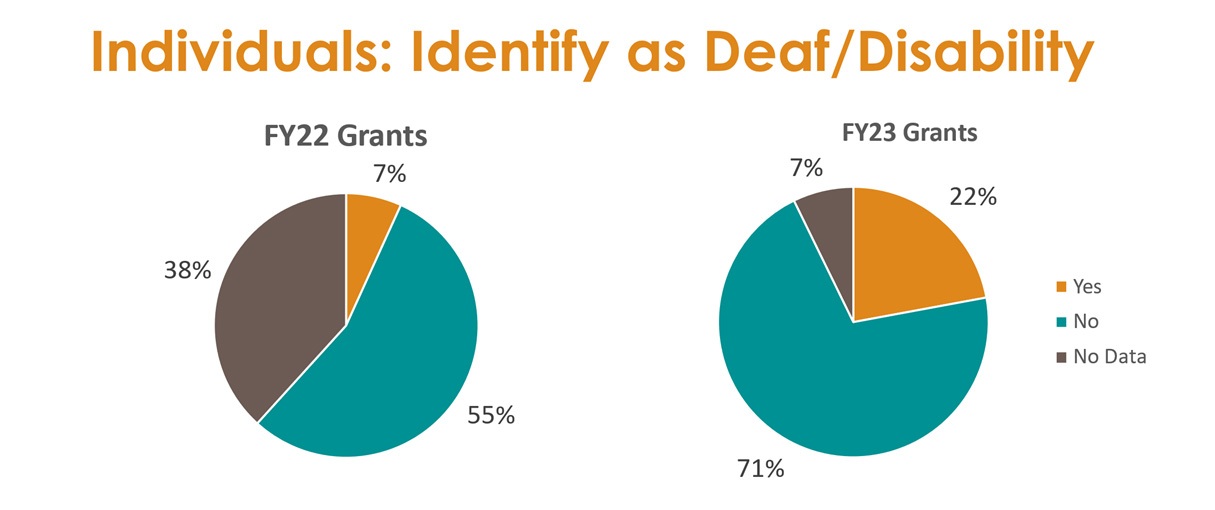 Individuals: Identify as Deaf/Disability
FY22 Grants
7%
38%
55%
FY23 Grants
7%
22%
71%
Yes
No
No Data